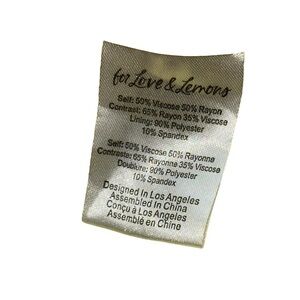 for Love & Lemons
Self: 50% Viscose 50% Rayon
Contrast: 65% Rayon 35% Viscose
Lining: 90% Polyester
10% Spandex
Self: 50% Viscose 50% Rayonne
Contraste: 65% Rayonne 35% Viscose
Doublure: 90% Polyester
10% Spandex
Designed In Los Angeles
Assembled In China
Conçu à Los Angeles
Assemblé en Chine